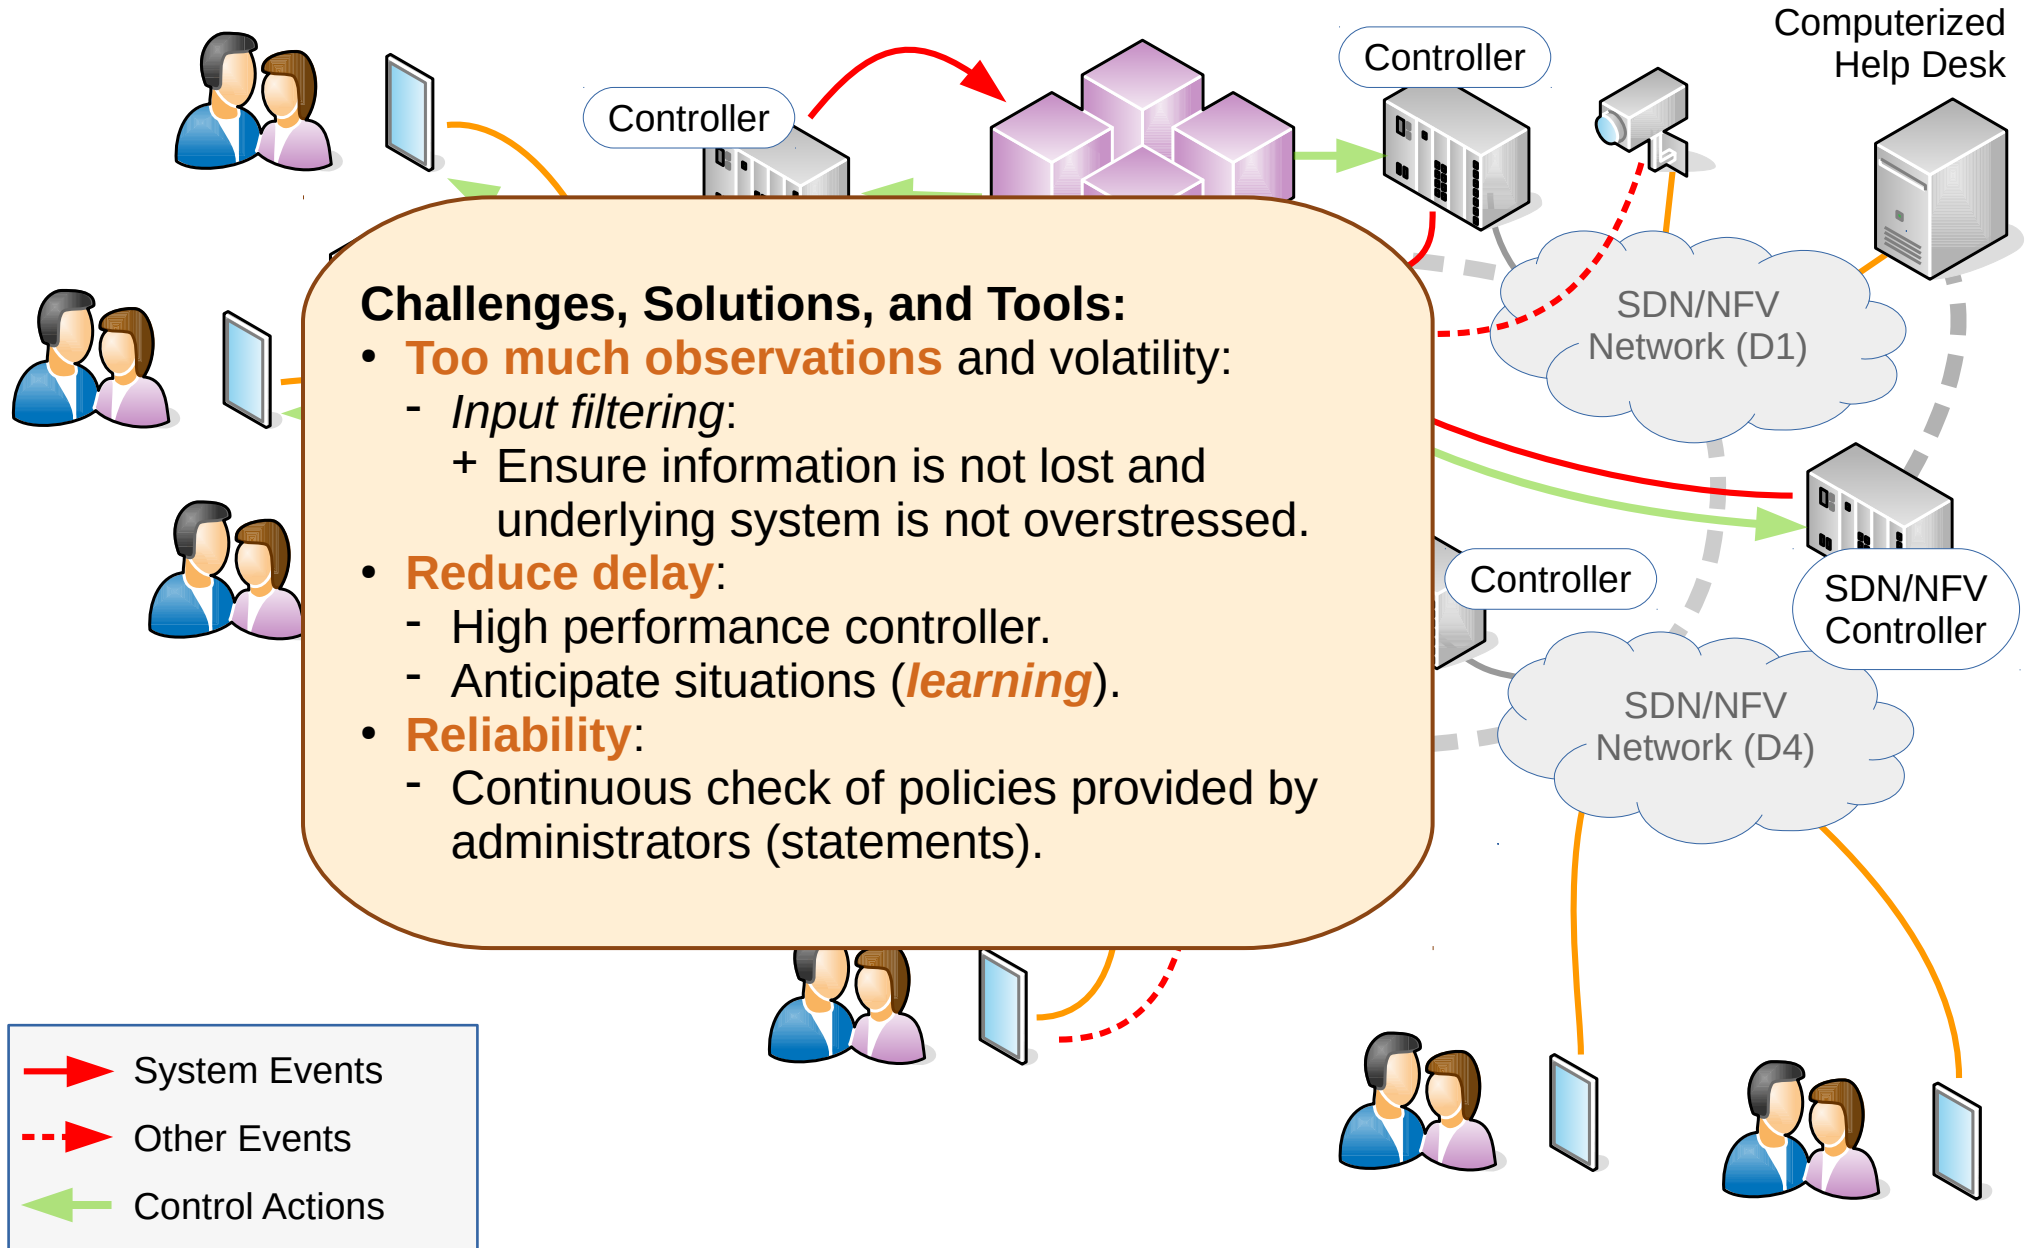 Computerized
Help Desk
Controller
Controller
SDN/NFV
Network (D1)
Challenges, Solutions, and Tools:
• Too much observations and volatility:
- Input filtering:
+ Ensure information is not lost and
underlying system is not overstressed.
• Reduce delay:
- High performance controller.
- Anticipate situations (learning).
• Reliability:
- Continuous check of policies provided by
administrators (statements).
Controller
SDN/NFV
Controller
SDN/NFV
Network (D4)
System Events
Other Events
Control Actions